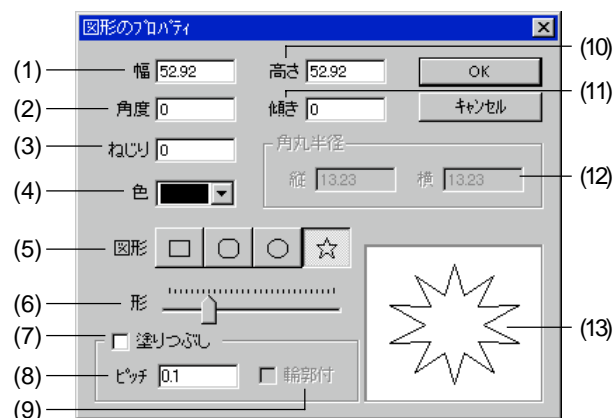 図形のプロパティ
(10)
(1) 幅 52.92 高さ 52.92 OK
(11)
(2) 角度 0 傾き 0 キャンセル
(3) ねじり 0 角丸半径
(4) 色 縦 13.23 横 13.23 (12)
(5) 図形
(6) 形
(7) 塗りつぶし (13)
(8) ピッチ 0.1 輪郭付
(9)